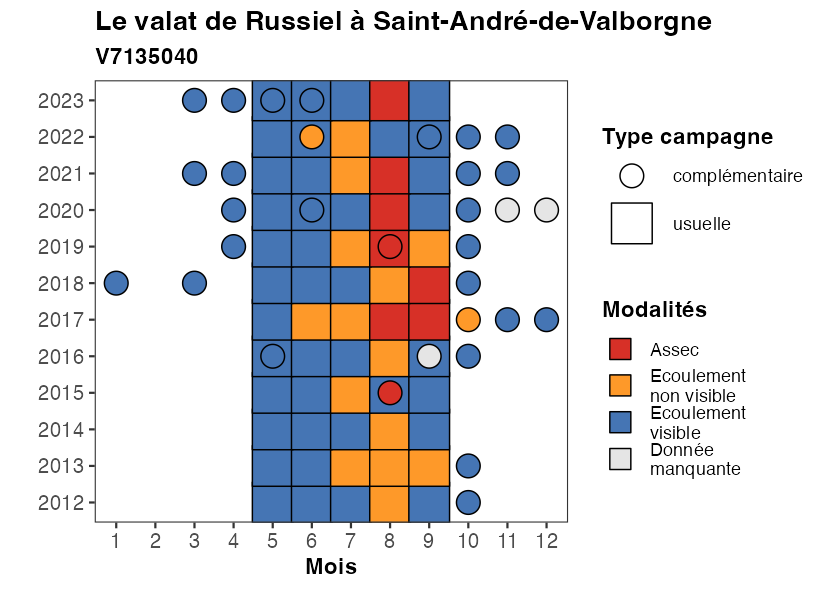 Le valat de Russiel à Saint-André-de-Valborgne
V7135040
2023
2022
2021
2020
2019
2018
2017
2016
2015
2014
2013
2012
1 2 3 4 5 6 7 8 9 10 11 12
Mois
Type campagne
complémentaire
usuelle
Modalités
Assec
Ecoulement
non visible
Ecoulement
visible
Donnée
manquante